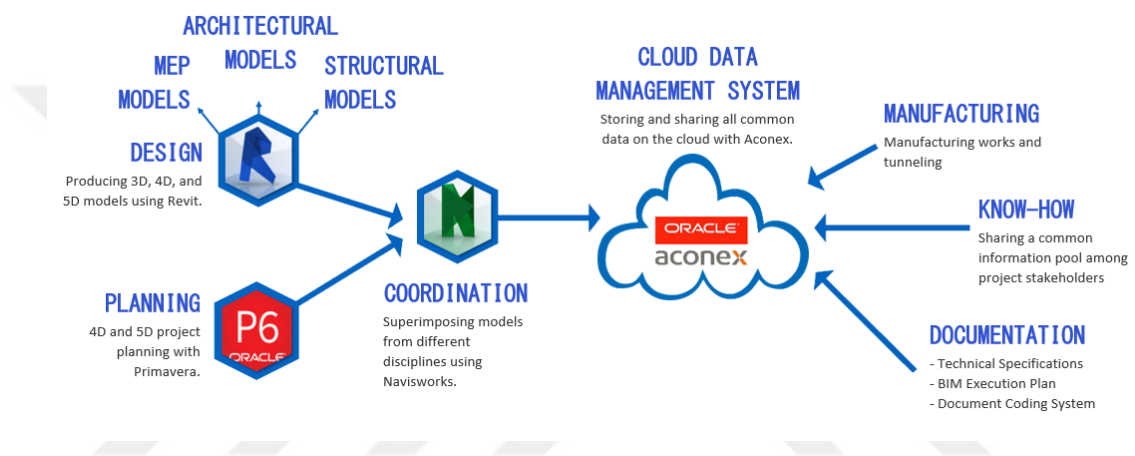 ARCHITECTURAL
MODELS
MEP
MODELS
STRUCTURAL
MODELS
DESIGN
Producing 3D, 4D, and
5D models using Revit.
PLANNING
4D and 5D project
planning with
Primavera.
P6
ORACLE
COORDINATION
Superimposing models
from different
disciplines using
Navisworks.
CLOUD DATA
MANAGEMENT SYSTEM
Storing and sharing all common
data on the cloud with Aconex.
ORACLE
aconex
MANUFACTURING
Manufacturing works and
tunneling
KNOW-HOW
Sharing a common
information pool among
project stakeholders
DOCUMENTATION
- Technical Specifications
- BIM Execution Plan
- Document Coding System